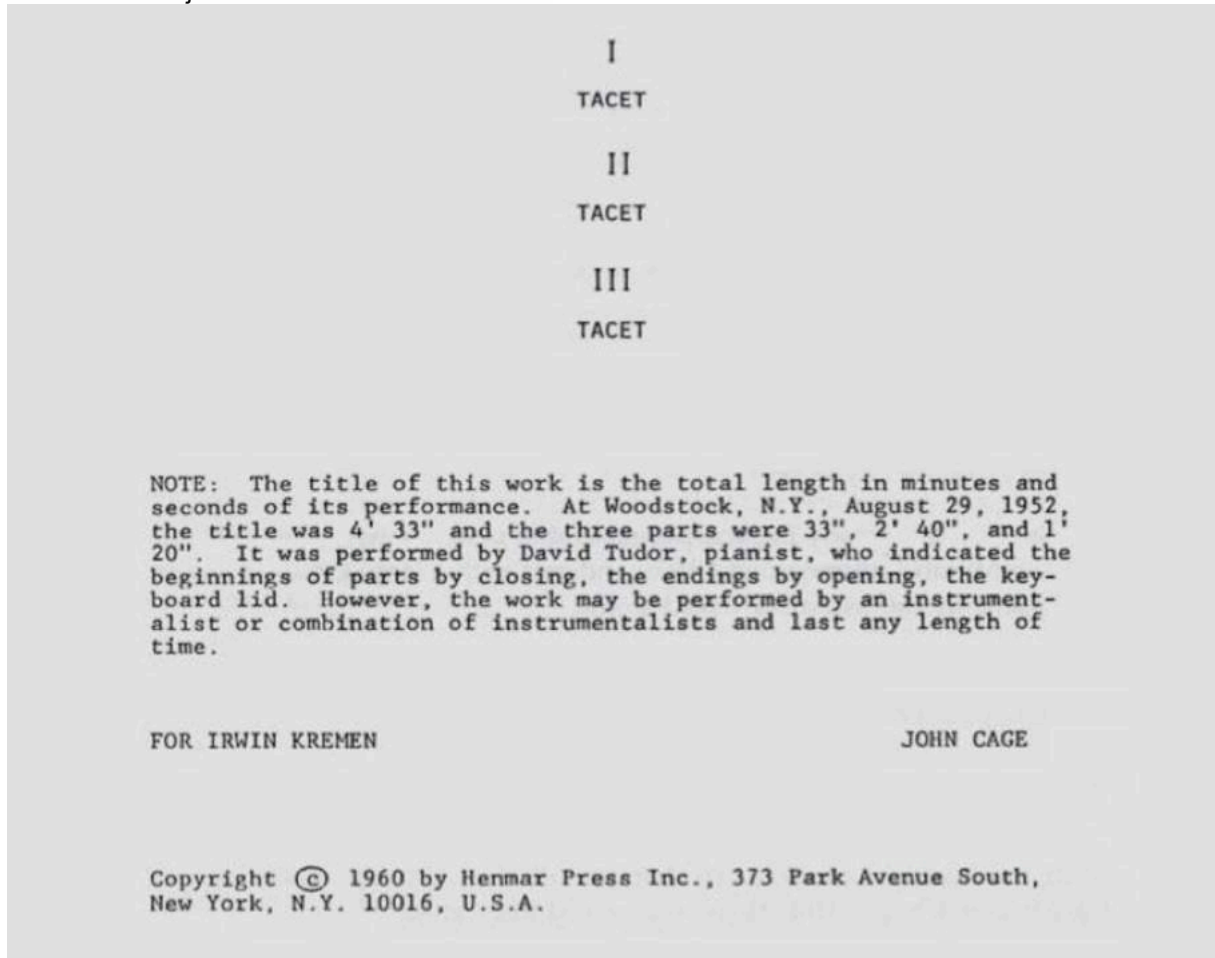 I
TACET
II
TACET
III
TACET
NOTE: The title of this work is the total length in minutes and
seconds of its performance. At Woodstock, N.Y., August 29, 1952,
the title was 4' 33" and the three parts were 33", 2' 40", and 1'
20". It was performed by David Tudor, pianist, who indicated the
beginnings of parts by closing, the endings by opening, the key-
board lid. However, the work may be performed by an instrument-
alist or combination of instrumentalists and last any length of
time.
FOR IRWIN KREMEN JOHN CAGE
Copyright © 1960 by Henmar Press Inc., 373 Park Avenue South,
New York, N.Y. 10016, U.S.A.